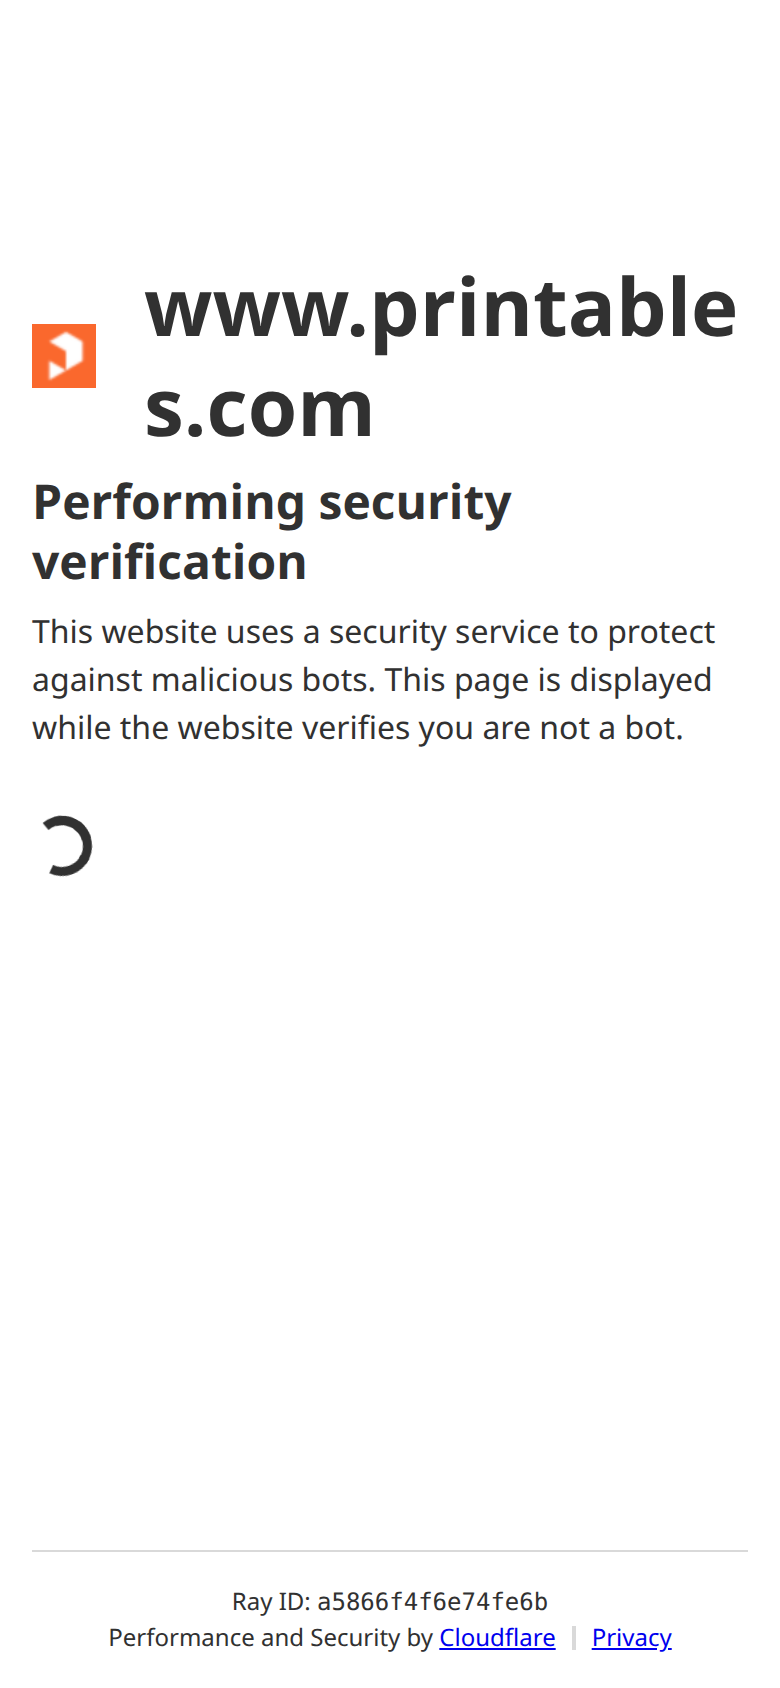 www.printable
s.com
Performing security
verification
This website uses a security service to protect
against malicious bots. This page is displayed
while the website verifies you are not a bot.
Ray ID: a5866f4f6e74fe6b
Performance and Security by Cloudflare | Privacy